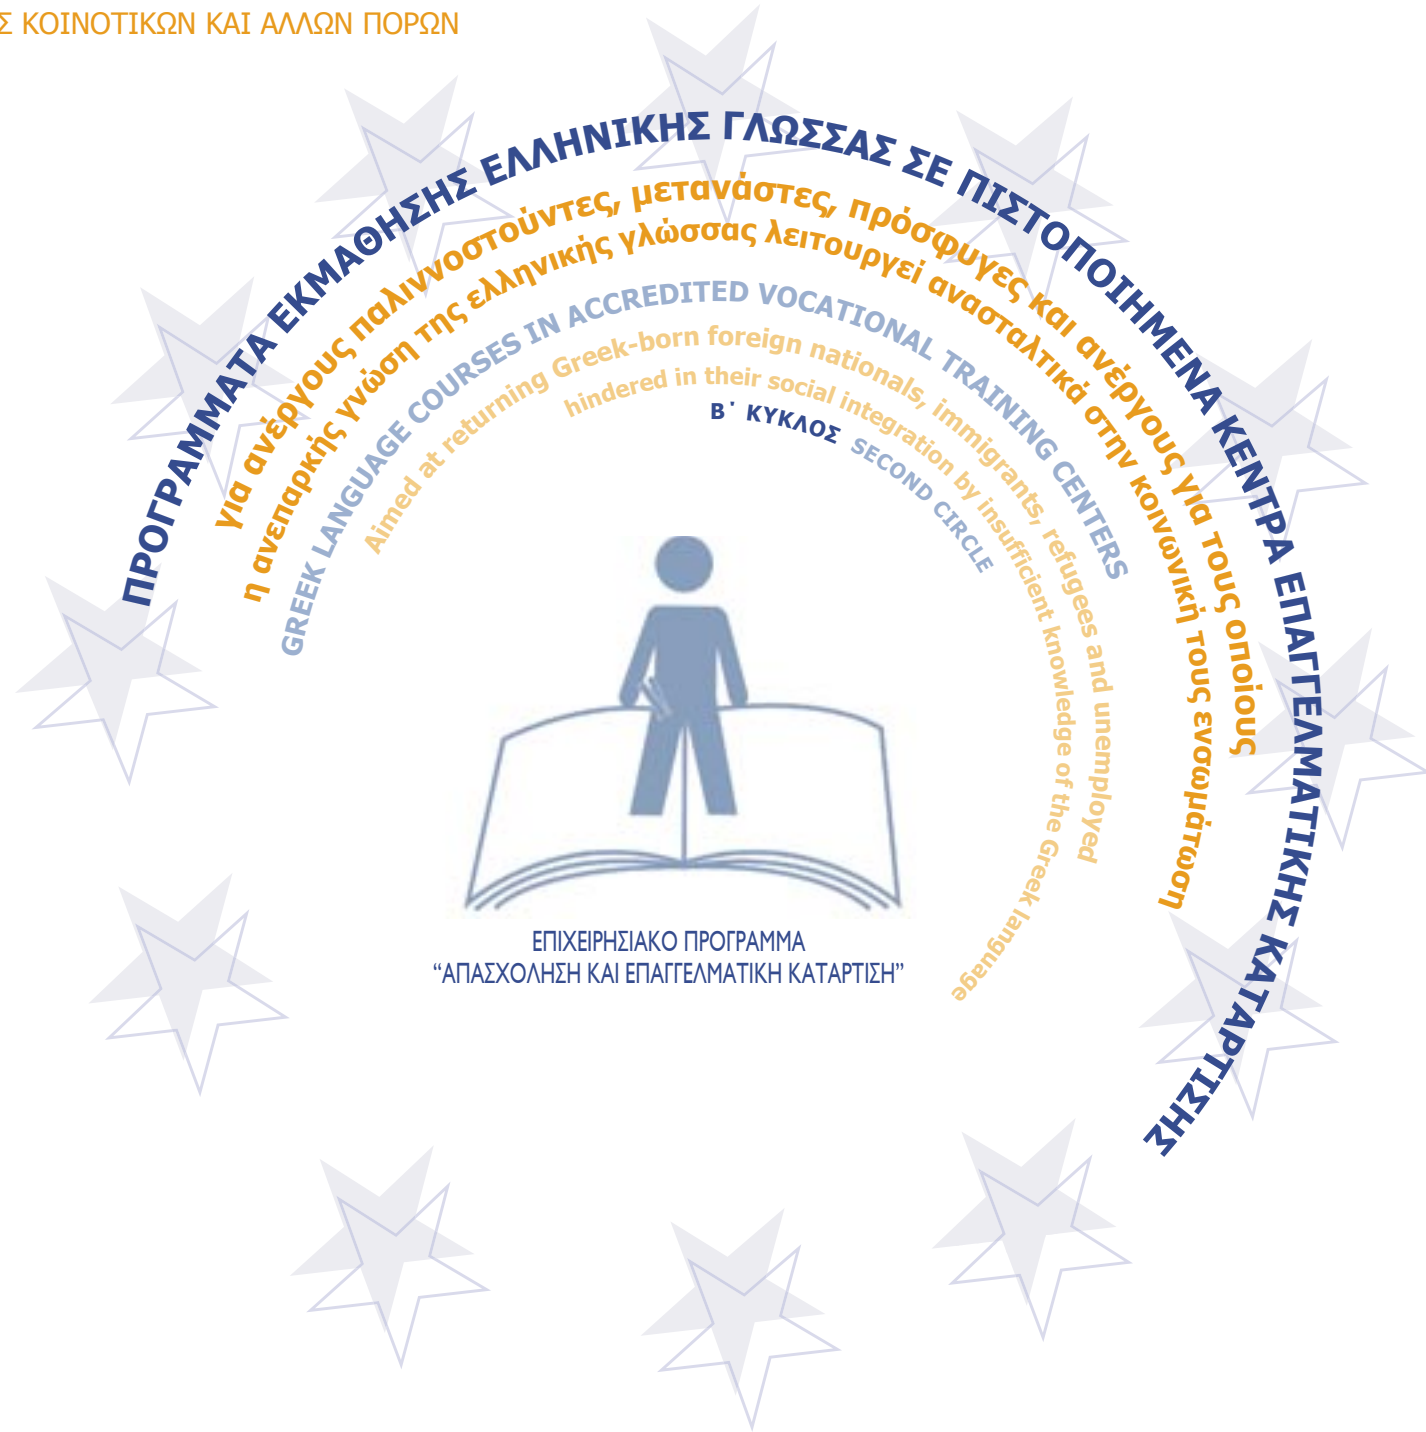 Σ ΚΟΙΝΟΤΙΚΩΝ ΚΑΙ ΑΛΛΩΝ ΠΟΡΩΝ
ΠΡΟΓΡΑΜΜΑΤΑ ΕΚΜΑΘΗΣΗΣ ΕΛΛΗΝΙΚΗΣ ΓΛΩΣΣΑΣ ΣΕ ΠΙΣΤΟΠΟΙΗΜΕΝΑ ΚΕΝΤΡΑ ΕΠΑΓΓΕΛΜΑΤΙΚΗΣ ΚΑΤΑΡΤΙΣΗΣ
για ανέργους παλιννοστούντες, μετανάστες, πρόσφυγες και ανέργους για τους οποίους
η ανεπαρκής γνώση της ελληνικής γλώσσας λειτουργεί ανασταλτικά στην κοινωνική τους ενσωμάτωση
GREEK LANGUAGE COURSES IN ACCREDITED VOCATIONAL TRAINING CENTERS
Aimed at returning Greek-born foreign nationals, immigrants, refugees and unemployed
hindered in their social integration by insufficient knowledge of the Greek language
Β΄ ΚΥΚΛΟΣ SECOND CIRCLE
ΕΠΙΧΕΙΡΗΣΙΑΚΟ ΠΡΟΓΡΑΜΜΑ
“ΑΠΑΣΧΟΛΗΣΗ ΚΑΙ ΕΠΑΓΓΕΛΜΑΤΙΚΗ ΚΑΤΑΡΤΙΣΗ”